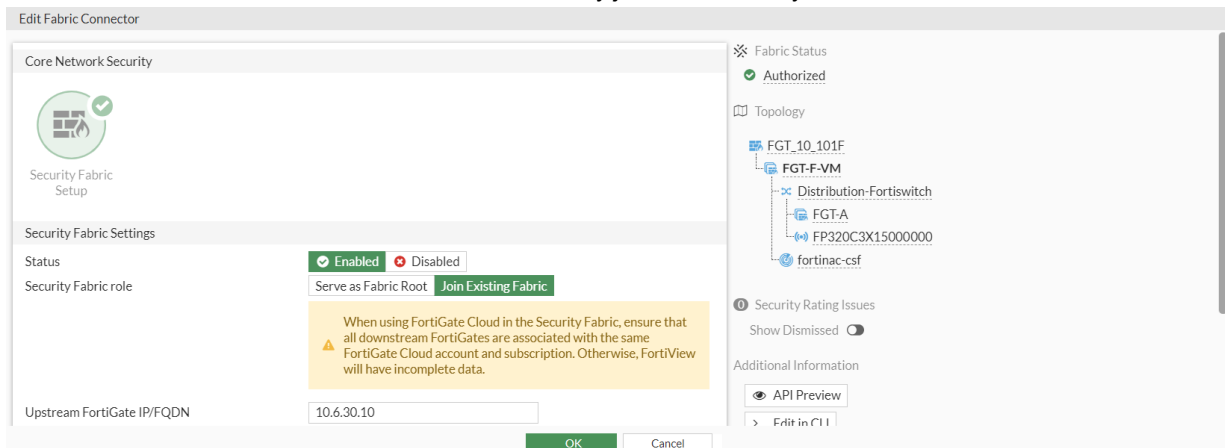 Edit Fabric Connector
Core Network Security
Security Fabric
Setup
Security Fabric Settings
Status
Enabled
Disabled
Security Fabric role
Serve as Fabric Root
Join Existing Fabric
When using FortiGate Cloud in the Security Fabric, ensure that
all downstream FortiGates are associated with the same
FortiGate Cloud account and subscription. Otherwise, FortiView
will have incomplete data.
Upstream FortiGate IP/FQDN
10.6.30.10
OK
Cancel
Fabric Status
Authorized
Topology
FGT_10_101F
FGT-F-VM
Distribution-Fortiswitch
FGT-A
FP320C3X15000000
fortinac-csf
0 Security Rating Issues
Show Dismissed
Additional Information
API Preview
Edit in CLI